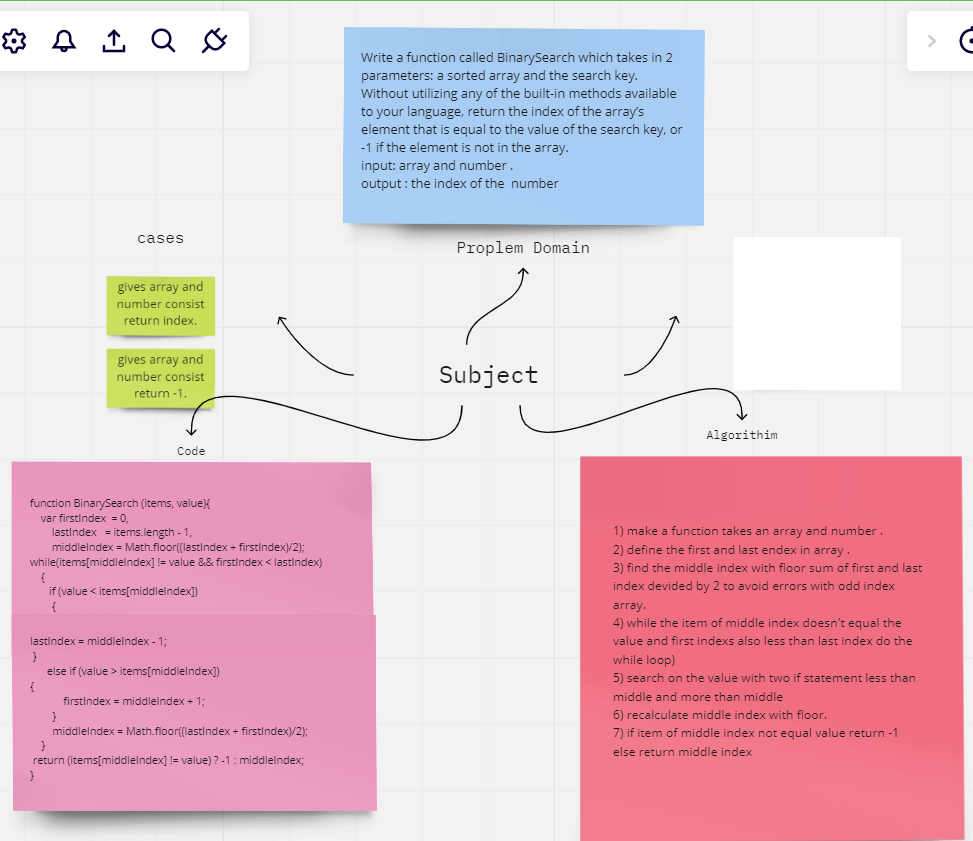 Write a function called BinarySearch which takes in 2
parameters: a sorted array and the search key.
Without utilizing any of the built-in methods available
to your language, return the index of the array's
element that is equal to the value of the search key, or
-1 if the element is not in the array.
input: array and number .
output : the index of the number
Proplem Domain
cases
gives array and
number consist
return index.
gives array and
number consist
return -1.
Subject
Code
function BinarySearch (items, value){
var firstIndex = 0,
lastIndex = items.length - 1,
middleIndex = Math.floor((lastIndex + firstIndex)/2);
while(items[middleIndex] != value && firstIndex < lastIndex)
{
if (value < items[middleIndex])
{
lastIndex = middleIndex - 1;
}
else if (value > items[middleIndex])
{
firstIndex = middleIndex + 1;
}
middleIndex = Math.floor((lastIndex + firstIndex)/2);
}
return (items[middleIndex] != value) ? -1 : middleIndex;
}
Algorithim
1) make a function takes an array and number .
2) define the first and last endex in array .
3) find the middle index with floor sum of first and last
index devided by 2 to avoid errors with odd index
array.
4) while the item of middle index doesn't equal the
value and first indexs also less than last index do the
while loop)
5) search on the value with two if statement less than
middle and more than middle
6) recalculate middle index with floor.
7) if item of middle index not equal value return -1
else return middle index